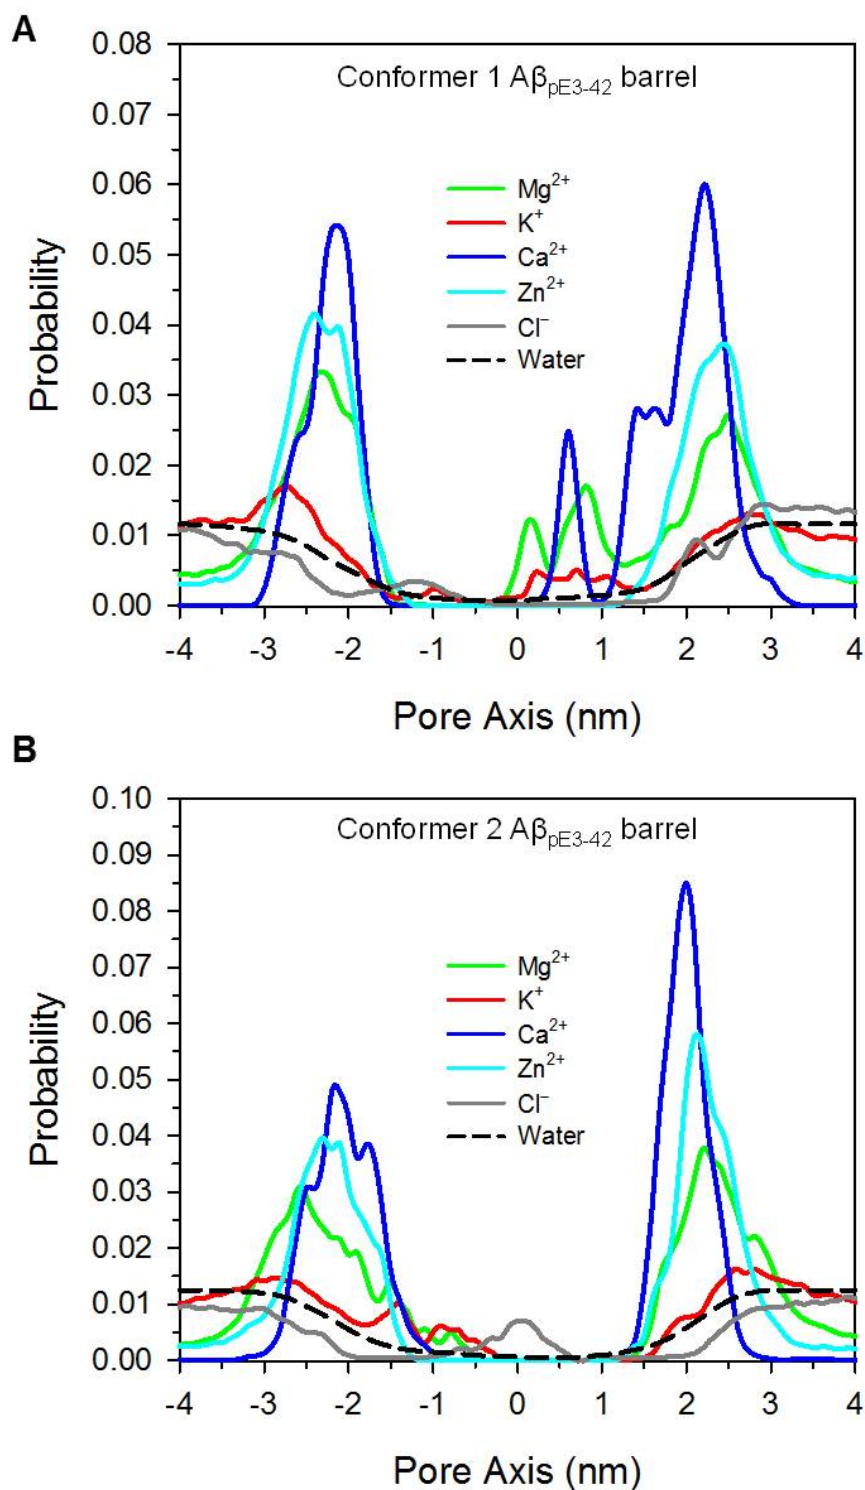 A
Conformer 1 Aβ_pE3-42 barrel
0.08
0.07
0.06
0.05
0.04
0.03
0.02
0.01
0.00
Probability
Mg²⁺
K⁺
Ca²⁺
Zn²⁺
Cl⁻
Water
-4 -3 -2 -1 0 1 2 3 4
Pore Axis (nm)
B
Conformer 2 Aβ_pE3-42 barrel
0.10
0.09
0.08
0.07
0.06
0.05
0.04
0.03
0.02
0.01
0.00
Probability
Mg²⁺
K⁺
Ca²⁺
Zn²⁺
Cl⁻
Water
-4 -3 -2 -1 0 1 2 3 4
Pore Axis (nm)